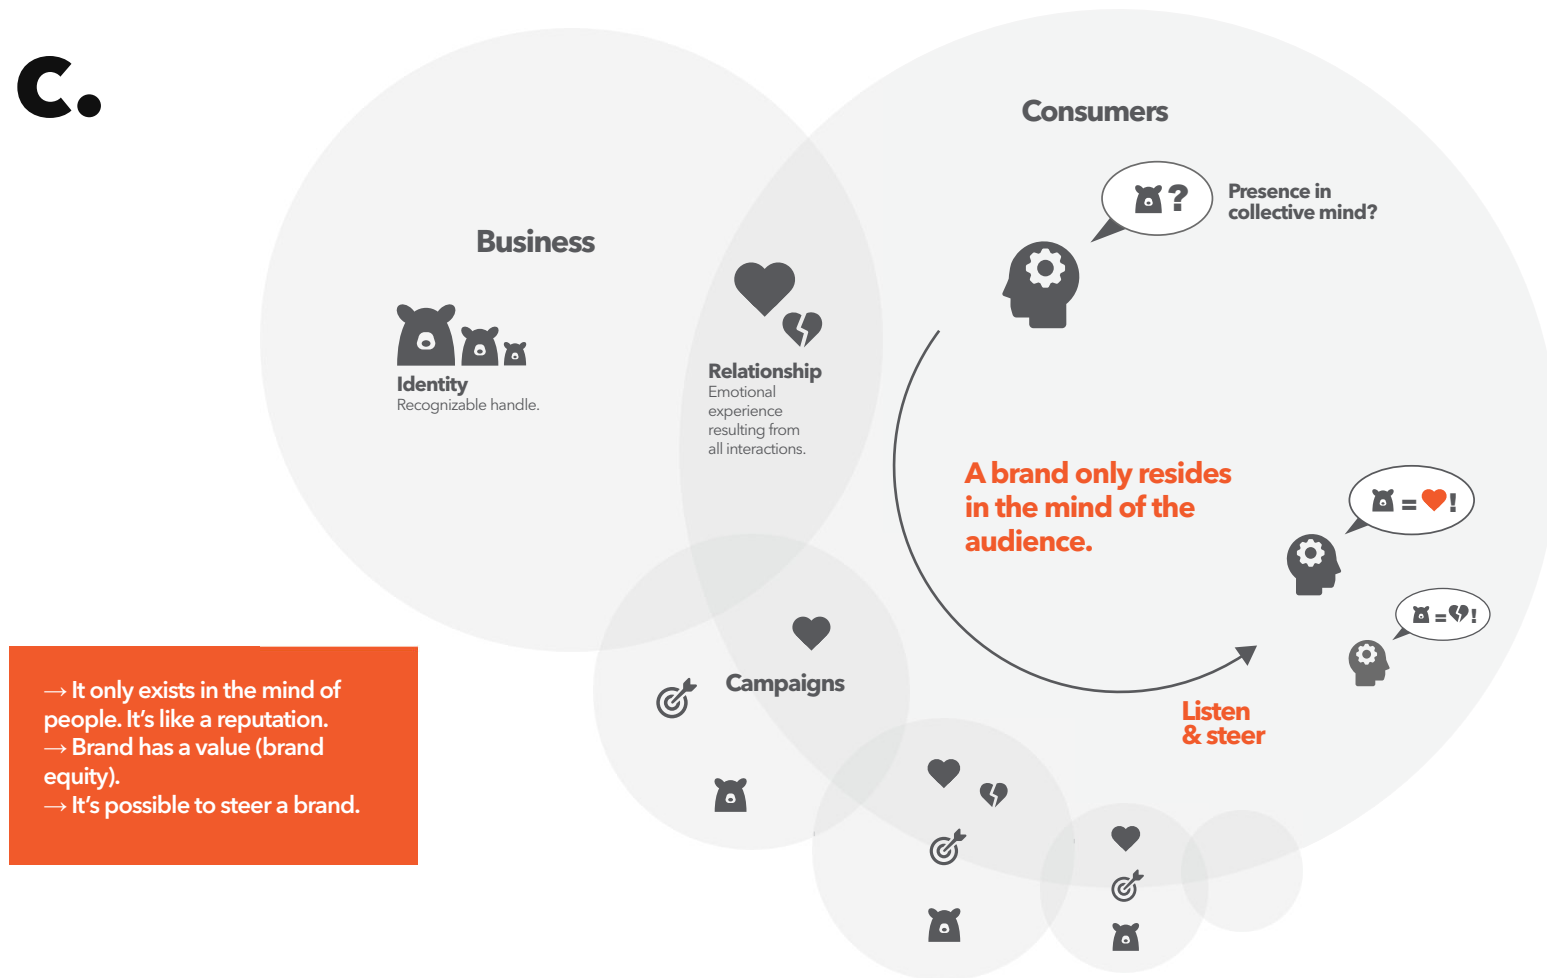 c.
Consumers
?
Presence in
collective mind?
Business
Identity
Recognizable handle.
Relationship
Emotional
experience
resulting from
all interactions.
A brand only resides
in the mind of the
audience.
= !
= !
Listen
& steer
Campaigns
→ It only exists in the mind of
people. It’s like a reputation.
→ Brand has a value (brand
equity).
→ It’s possible to steer a brand.